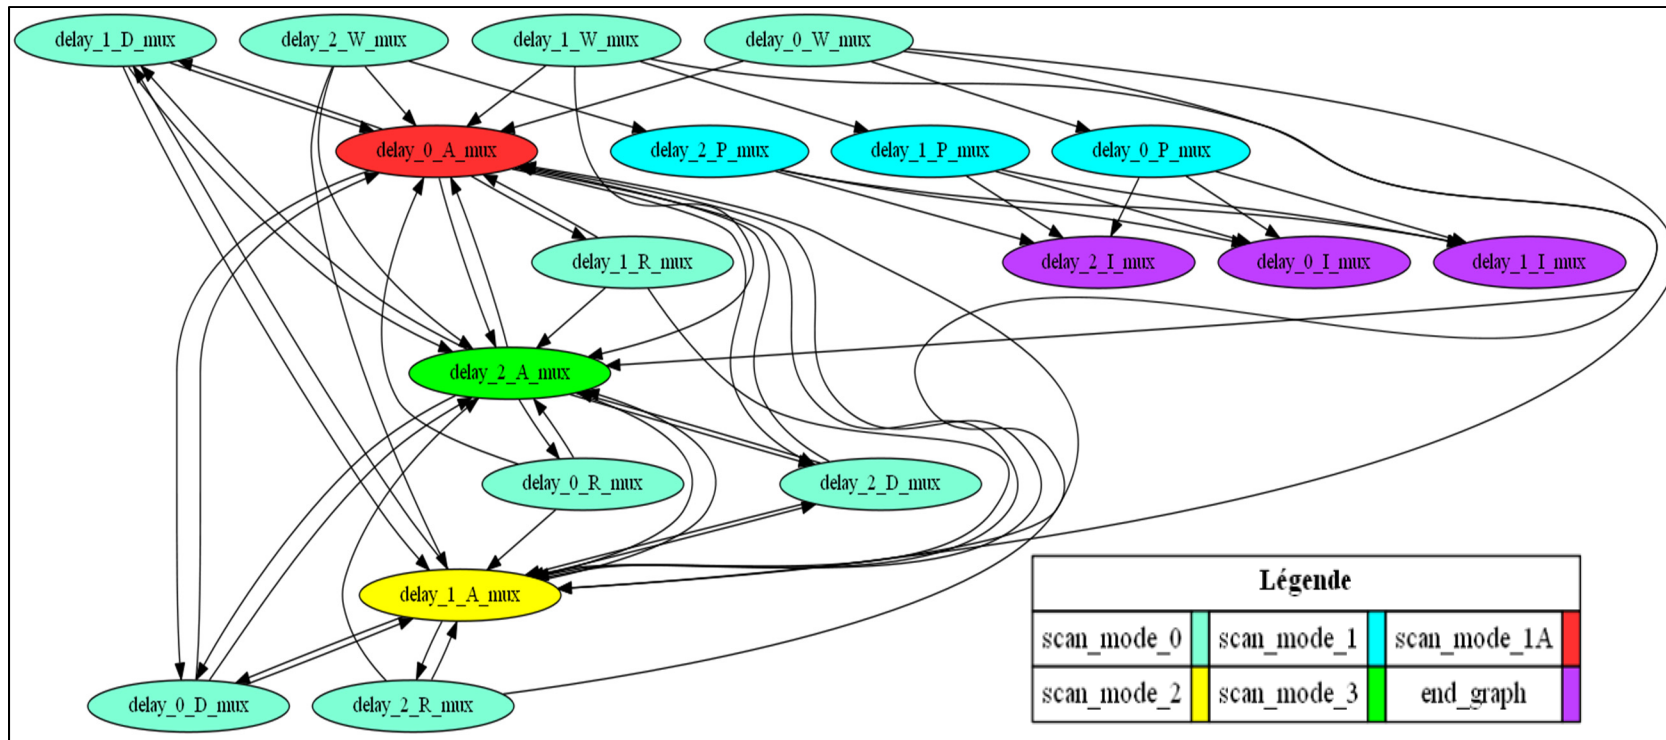 delay_1_D_mux delay_2_W_mux delay_1_W_mux delay_0_W_mux
delay_0_A_mux delay_2_P_mux delay_1_P_mux delay_0_P_mux
delay_1_R_mux delay_2_I_mux delay_0_I_mux delay_1_I_mux
delay_2_A_mux
delay_0_R_mux delay_2_D_mux
delay_1_A_mux
delay_0_D_mux delay_2_R_mux
Légende
scan_mode_0 scan_mode_1 scan_mode_1A
scan_mode_2 scan_mode_3 end_graph